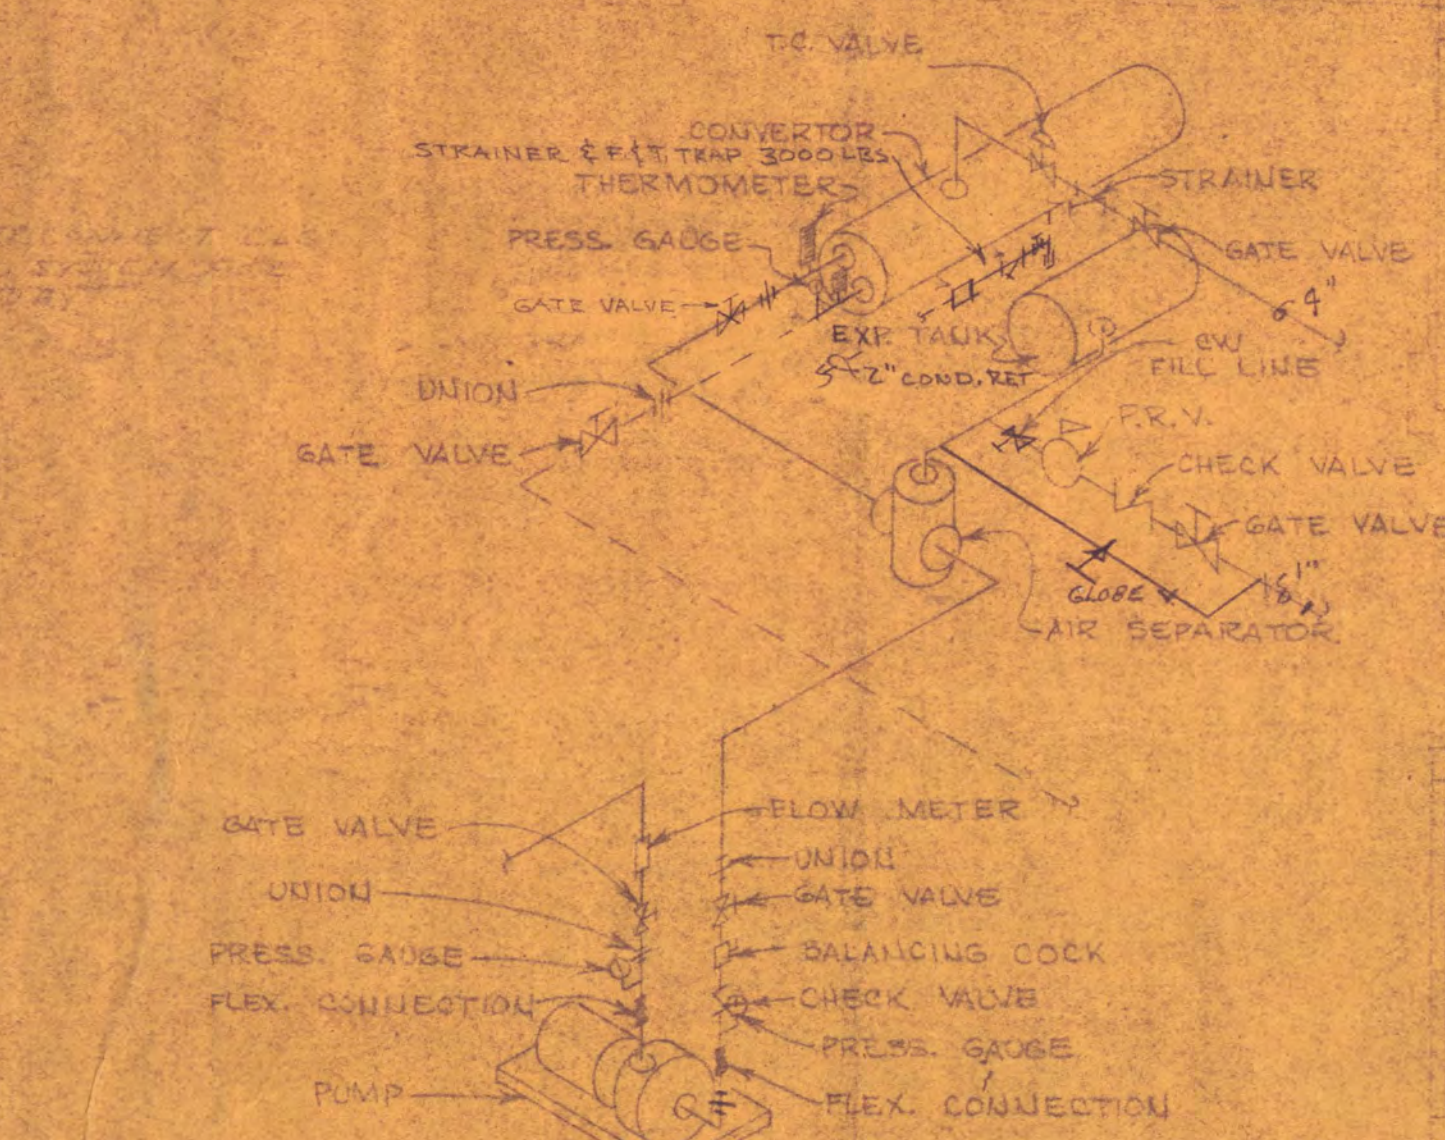 T.C. VALVE
CONVERTOR
STRAINER & F.& T. TRAP 3000 LBS
THERMOMETER
STRAINER
PRESS. GAUGE
GATE VALVE
GATE VALVE
4"
EXP. TANK
CW
FILL LINE
2" COND. RET
UNION
P.R.V.
GATE VALVE
CHECK VALVE
GATE VALVE
GLOBE
1"
AIR SEPARATOR
GATE VALVE
FLOW METER
UNION
UNION
GATE VALVE
PRESS. GAUGE
BALANCING COCK
FLEX. CONNECTION
CHECK VALVE
PRESS. GAUGE
PUMP
FLEX. CONNECTION